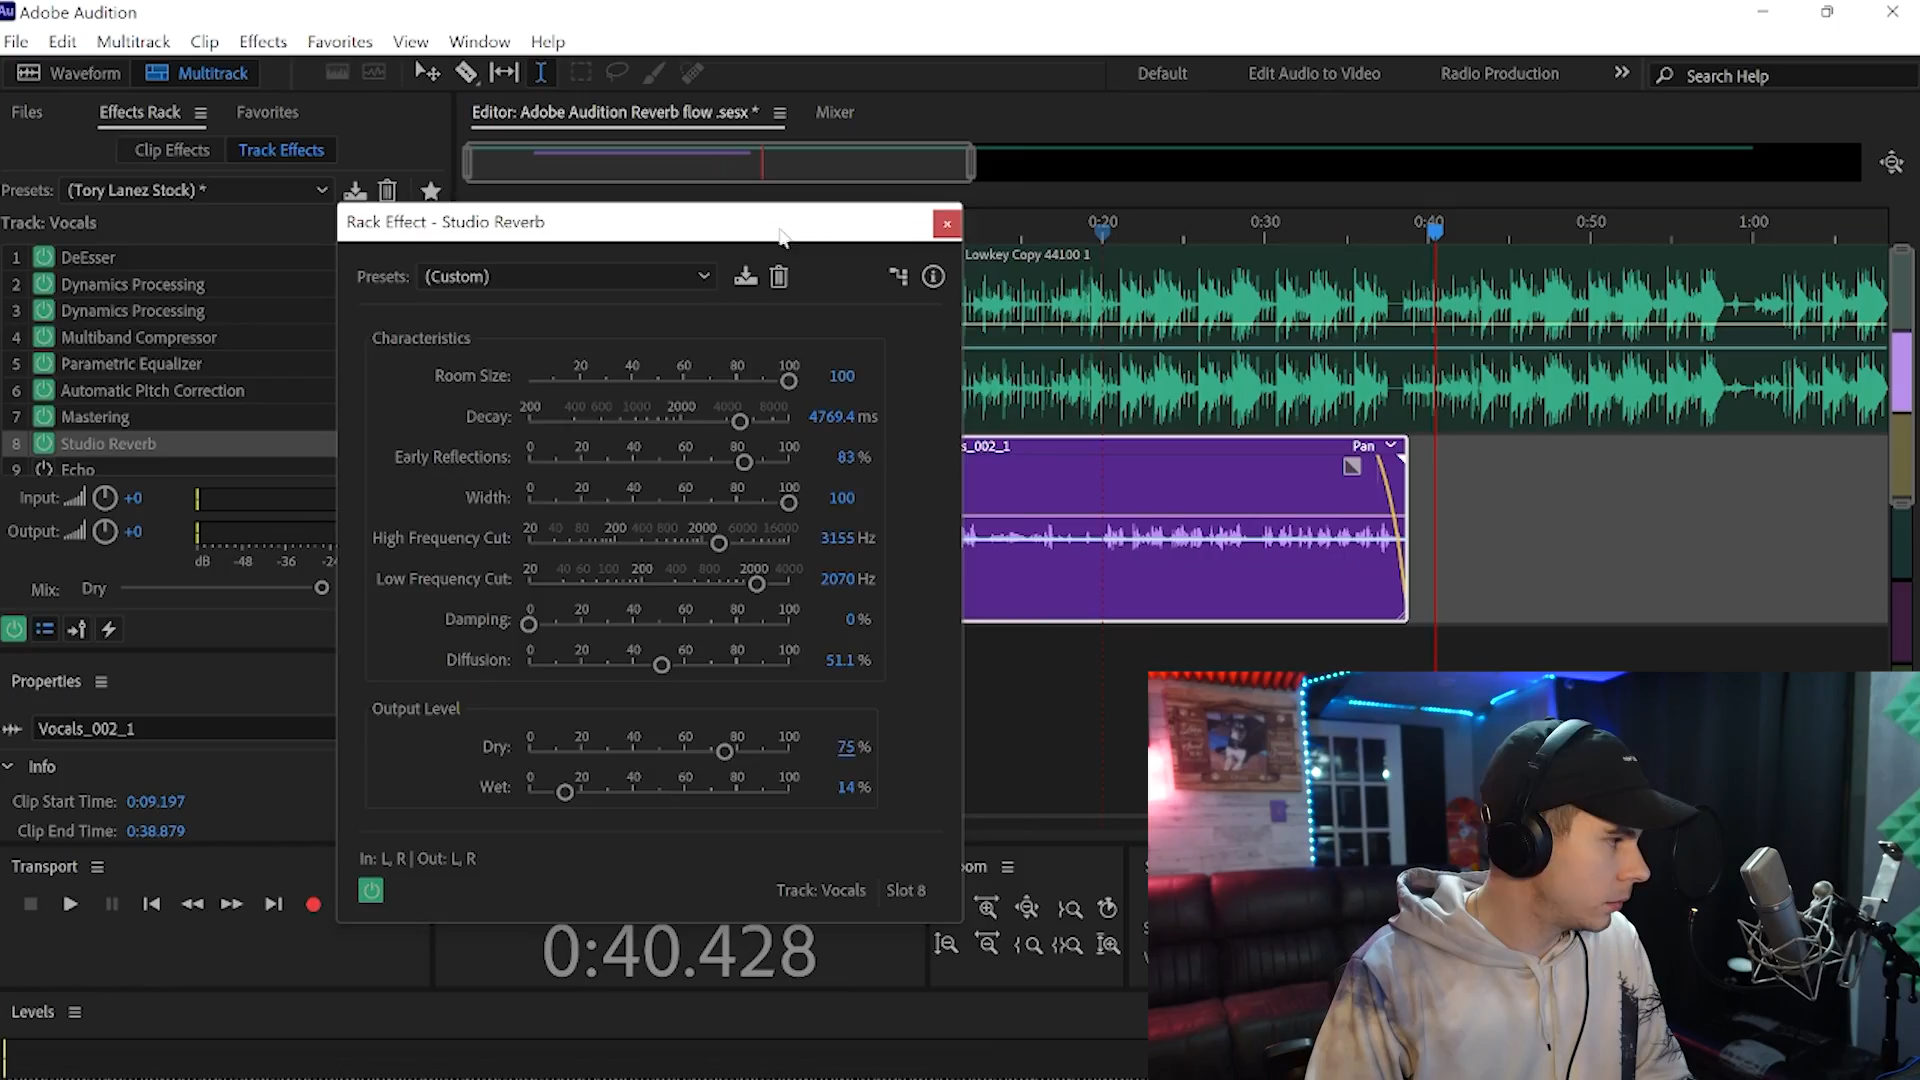 Au Adobe Audition
File Edit Multitrack Clip Effects Favorites View Window Help
Waveform Multitrack Default Edit Audio to Video Radio Production Search Help
Files Effects Rack Favorites Editor: Adobe Audition Reverb flow .sesx * Mixer
Clip Effects Track Effects
Presets: (Tory Lanez Stock) *
Track: Vocals
1 DeEsser
2 Dynamics Processing
3 Dynamics Processing
4 Multiband Compressor
5 Parametric Equalizer
6 Automatic Pitch Correction
7 Mastering
8 Studio Reverb
9 Echo
Input: +0
Output: +0
dB -48 -36 -24
Mix: Dry
Properties
Vocals_002_1
Info
Clip Start Time: 0:09.197
Clip End Time: 0:38.879
Transport
Levels
Rack Effect - Studio Reverb x
Presets: (Custom)
Characteristics
20 40 60 80 100
Room Size: 100
200 400 600 1000 2000 4000 8000
Decay: 4769.4 ms
0 20 40 60 80 100
Early Reflections: 83 %
0 20 40 60 80 100
Width: 100
20 40 80 200 400 800 2000 6000 16000
High Frequency Cut: 3155 Hz
20 40 60 100 200 400 800 2000 4000
Low Frequency Cut: 2070 Hz
0 20 40 60 80 100
Damping: 0 %
0 20 40 60 80 100
Diffusion: 51.1 %
Output Level
0 20 40 60 80 100
Dry: 75 %
0 20 40 60 80 100
Wet: 14 %
In: L, R | Out: L, R
Track: Vocals Slot 8
0:40.428
0:20 0:30 0:40 0:50 1:00
Lowkey Copy 44100 1
s_002_1 Pan
oom